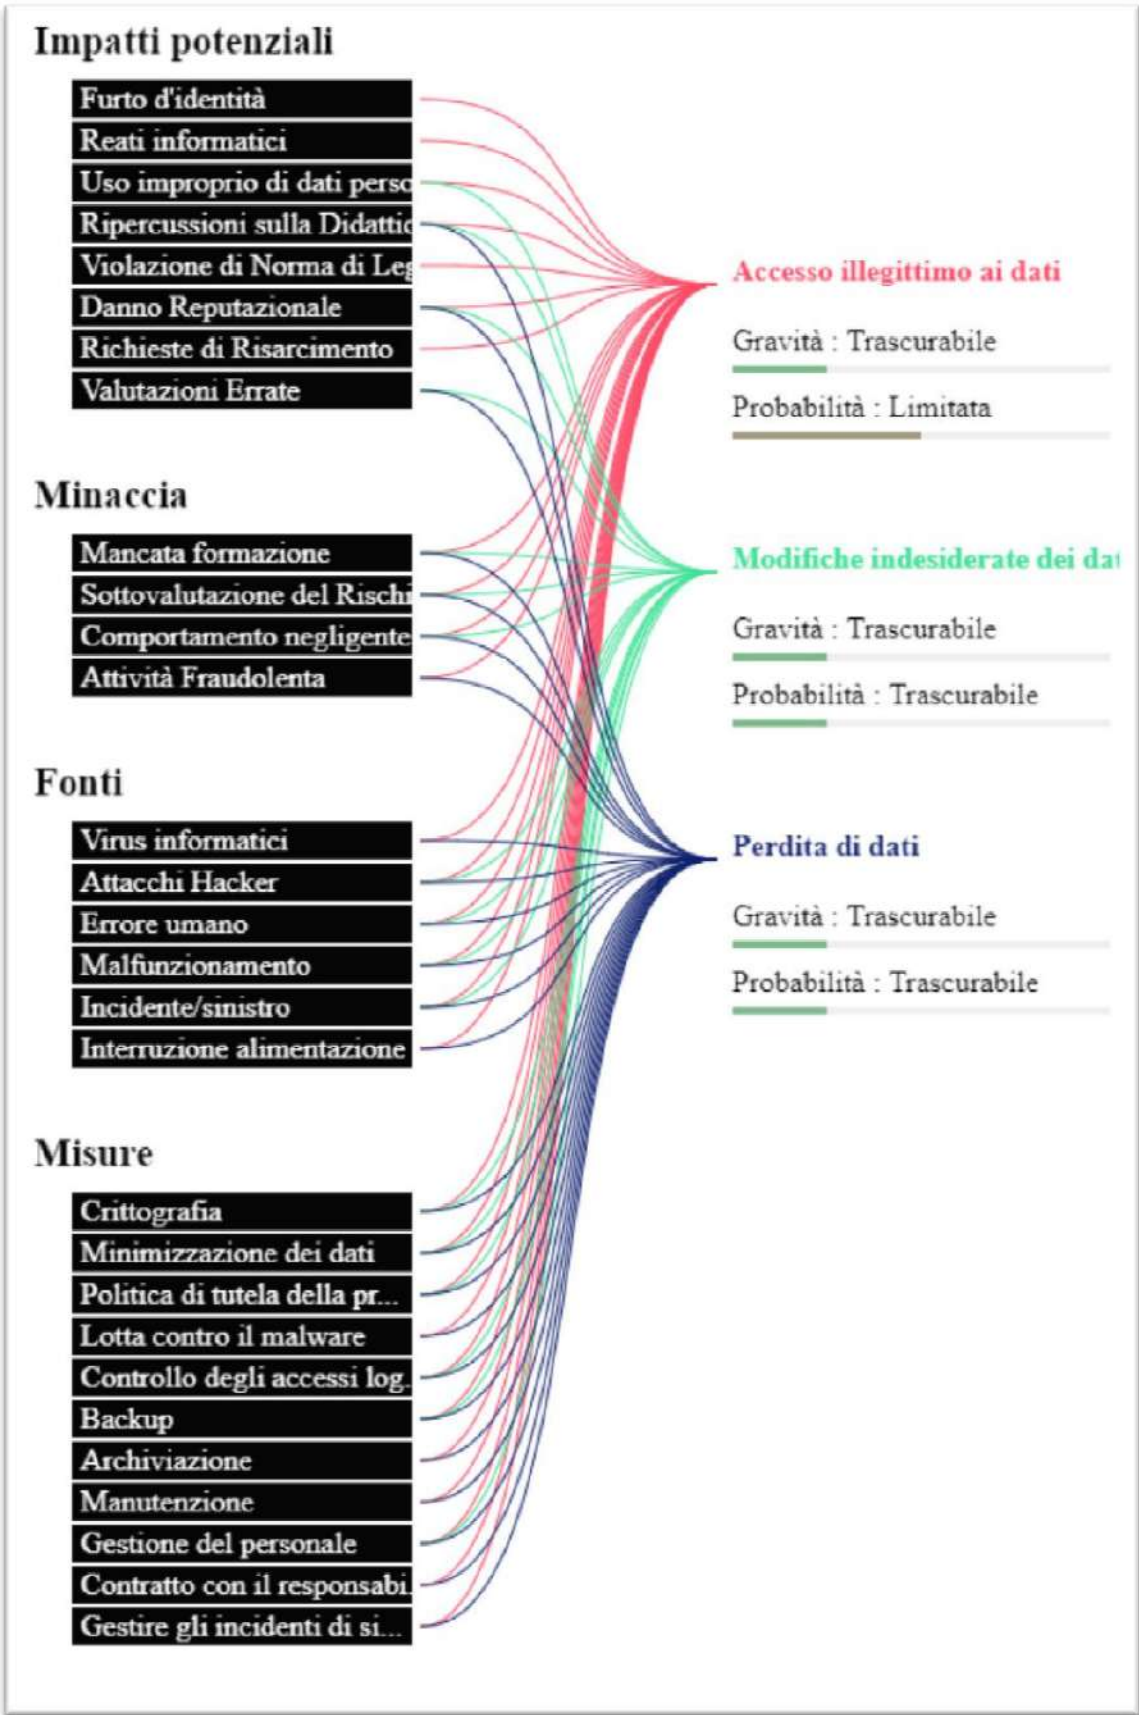 Impatti potenziali
Furto d'identità
Reati informatici
Uso improprio di dati perso
Ripercussioni sulla Didattic
Violazione di Norma di Leg
Danno Reputazionale
Richieste di Risarcimento
Valutazioni Errate
Minaccia
Mancata formazione
Sottovalutazione del Rischi
Comportamento negligente
Attività Fraudolenta
Fonti
Virus informatici
Attacchi Hacker
Errore umano
Malfunzionamento
Incidente/sinistro
Interruzione alimentazione
Misure
Crittografia
Minimizzazione dei dati
Politica di tutela della pr...
Lotta contro il malware
Controllo degli accessi log.
Backup
Archiviazione
Manutenzione
Gestione del personale
Contratto con il responsabi.
Gestire gli incidenti di si...
Accesso illegittimo ai dati
Gravità : Trascurabile
Probabilità : Limitata
Modifiche indesiderate dei dat
Gravità : Trascurabile
Probabilità : Trascurabile
Perdita di dati
Gravità : Trascurabile
Probabilità : Trascurabile